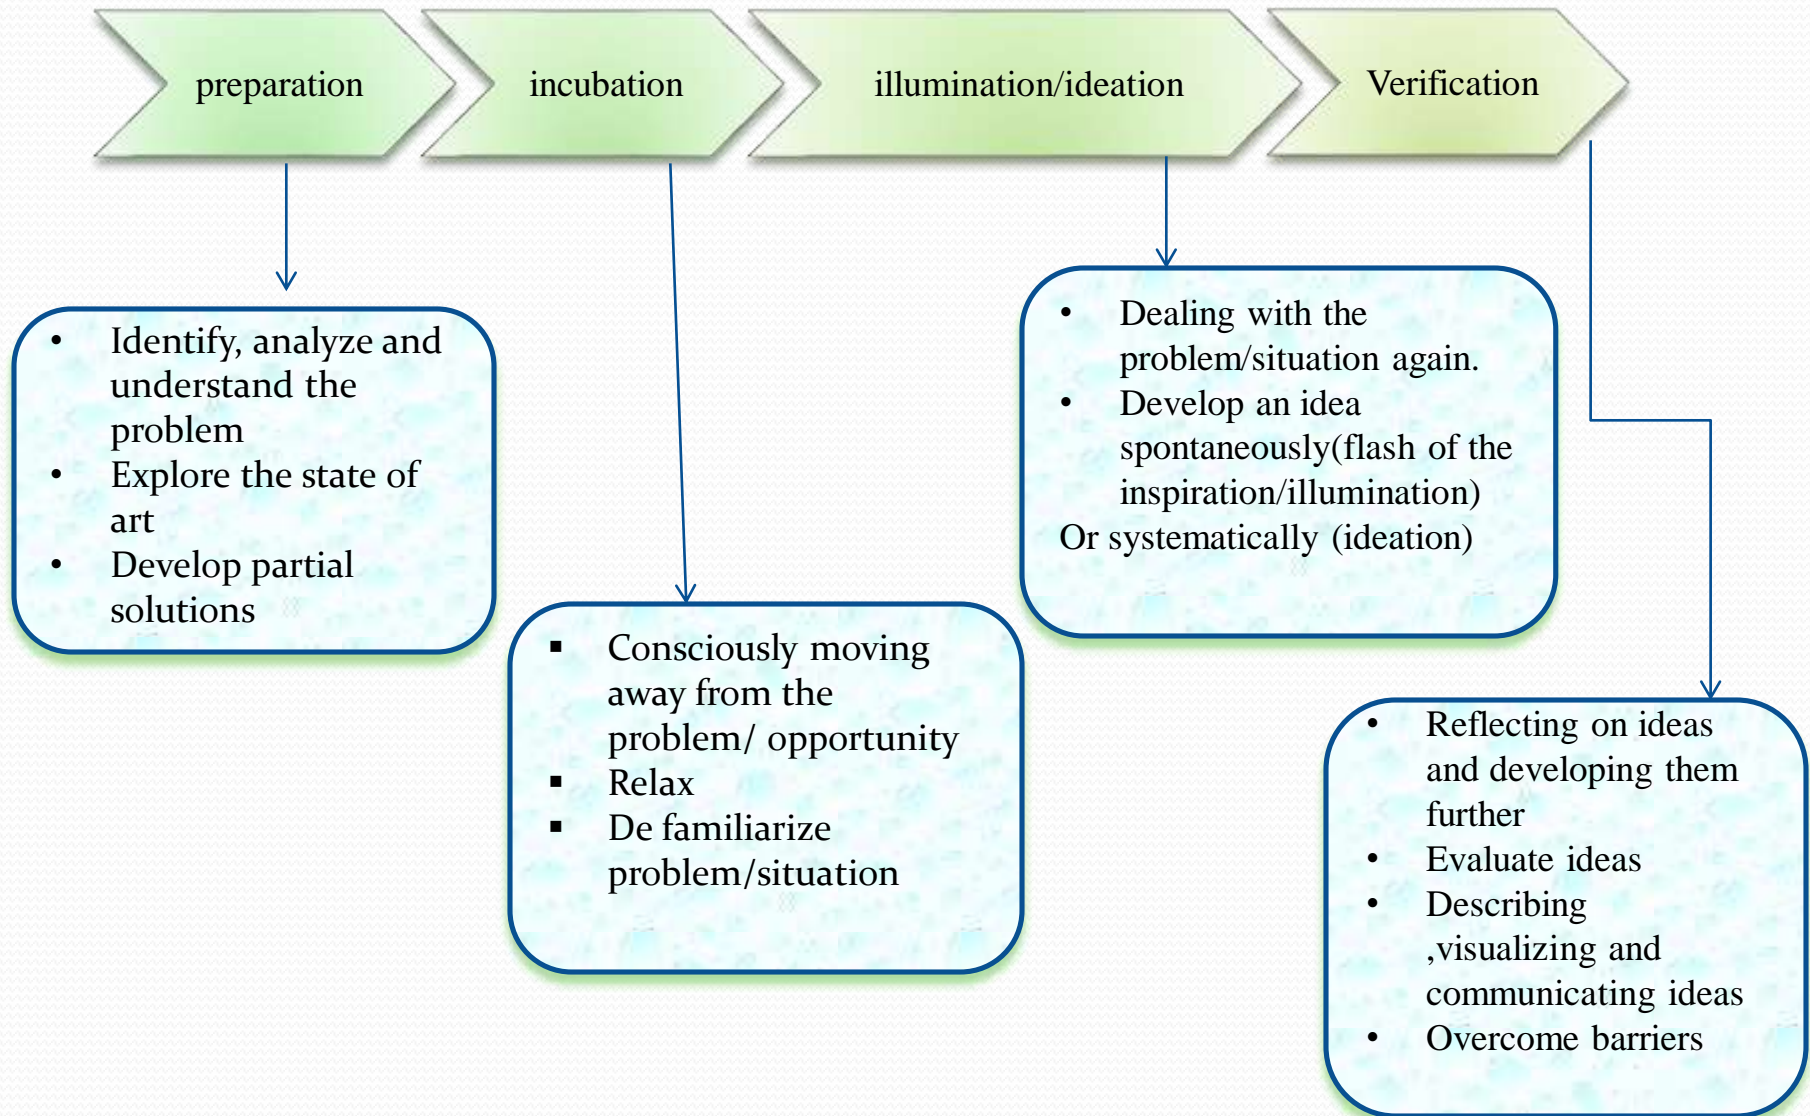 preparation
incubation
illumination/ideation
Verification
• Identify, analyze and
understand the
problem
• Explore the state of
art
• Develop partial
solutions
▪ Consciously moving
away from the
problem/ opportunity
▪ Relax
▪ De familiarize
problem/situation
• Dealing with the
problem/situation again.
• Develop an idea
spontaneously(flash of the
inspiration/illumination)
Or systematically (ideation)
• Reflecting on ideas
and developing them
further
• Evaluate ideas
• Describing
,visualizing and
communicating ideas
• Overcome barriers